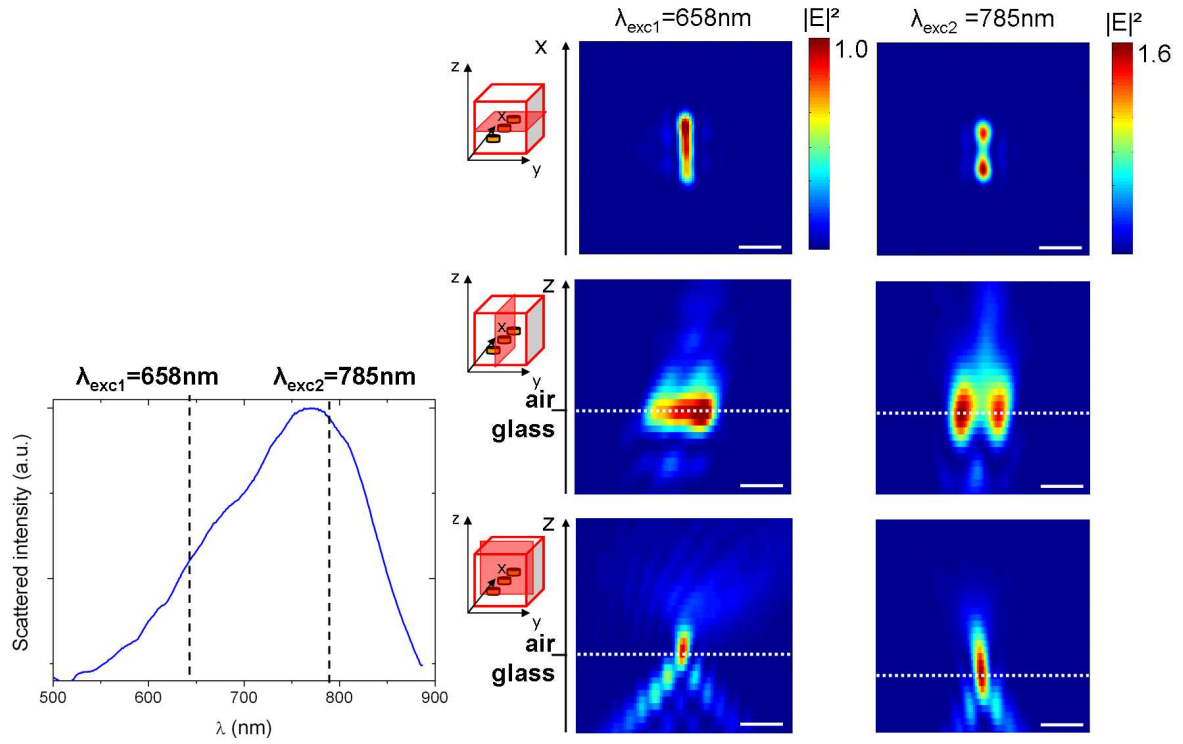 λexc1=658nm
|E|²
1.0
λexc2 =785nm
|E|²
1.6
x
z
x
y
z
x
y
z
air
glass
λexc1=658nm
λexc2=785nm
Scattered intensity (a.u.)
500
600
700
800
900
λ (nm)
z
x
y
z
air
glass